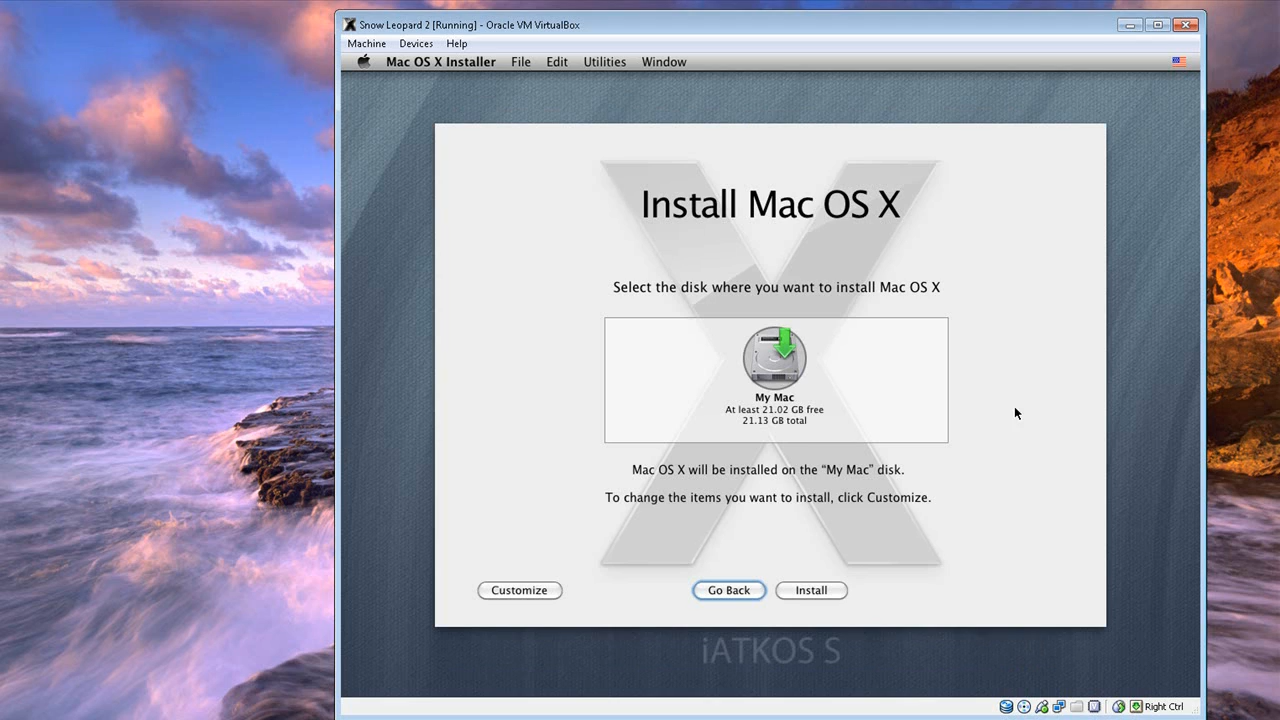 Snow Leopard 2 [Running] - Oracle VM VirtualBox
Machine Devices Help
Mac OS X Installer File Edit Utilities Window
Install Mac OS X
Select the disk where you want to install Mac OS X
My Mac
At least 21.02 GB free
21.13 GB total
Mac OS X will be installed on the “My Mac” disk.
To change the items you want to install, click Customize.
Customize Go Back Install
iATKOS S
Right Ctrl